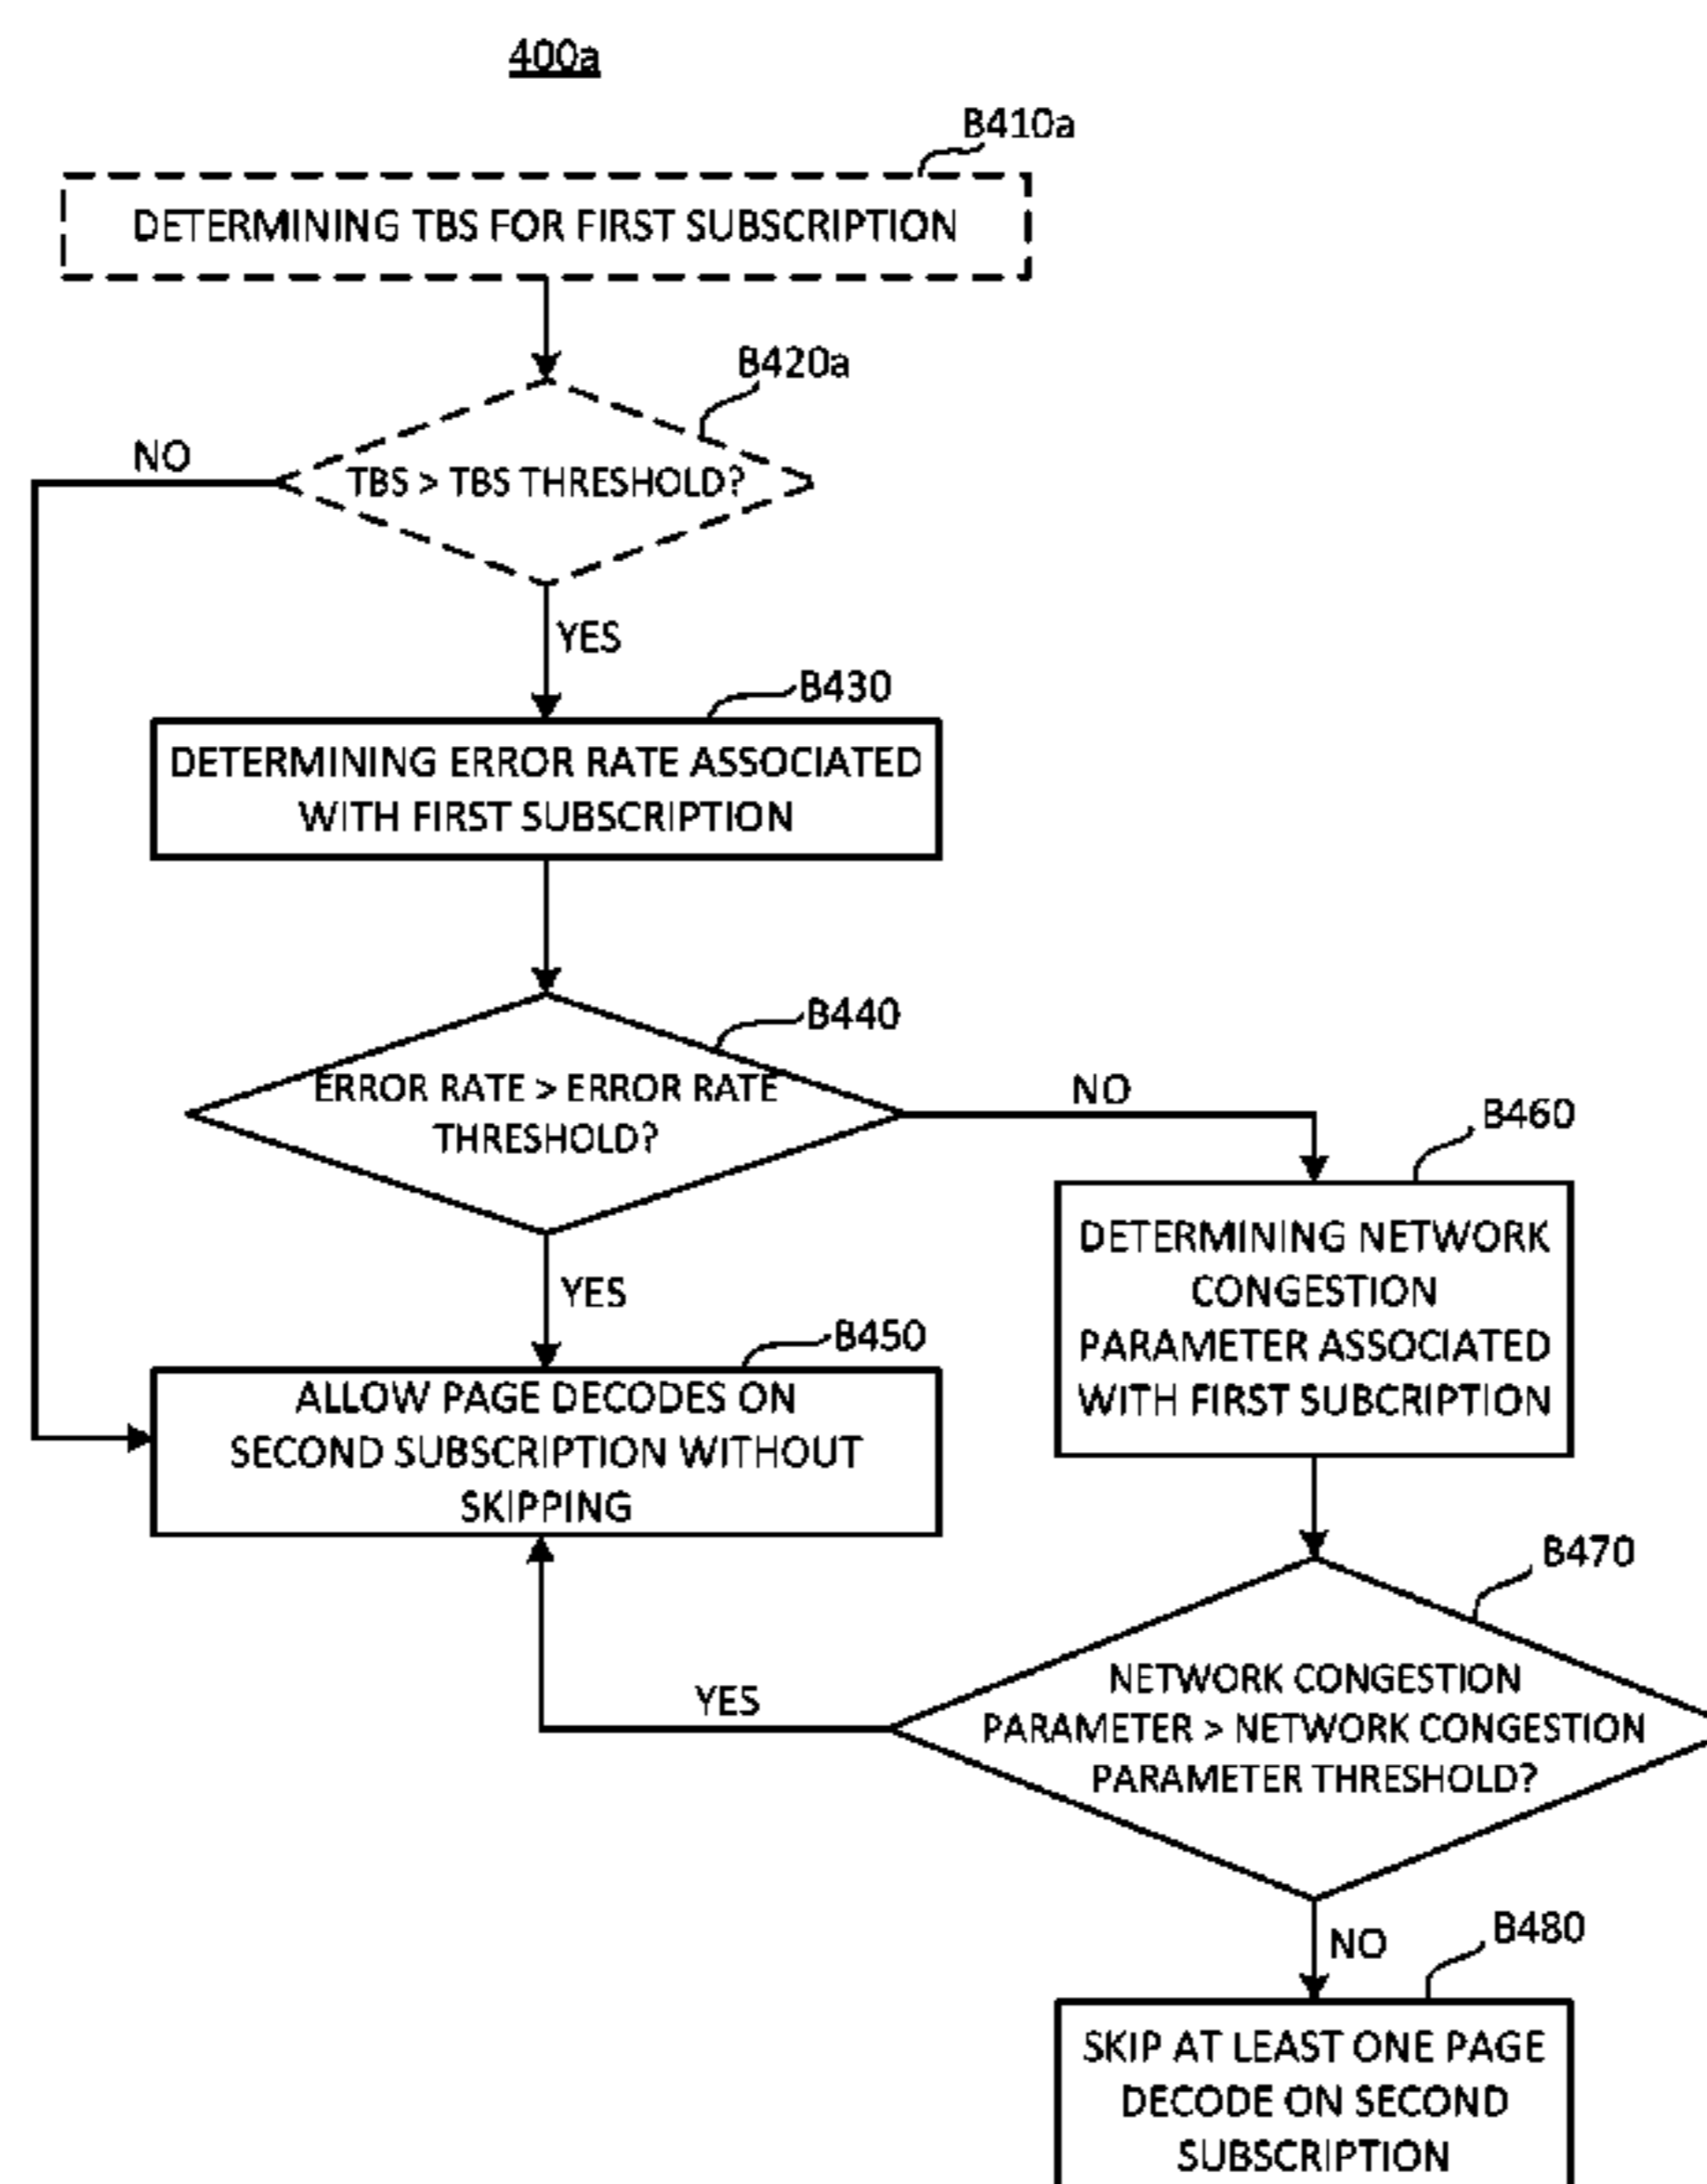 400a
B410a
DETERMINING TBS FOR FIRST SUBSCRIPTION
B420a
NO
TBS > TBS THRESHOLD?
YES
B430
DETERMINING ERROR RATE ASSOCIATED
WITH FIRST SUBSCRIPTION
B440
ERROR RATE > ERROR RATE
THRESHOLD?
NO
B460
DETERMINING NETWORK
CONGESTION
PARAMETER ASSOCIATED
WITH FIRST SUBCRIPTION
YES
B450
ALLOW PAGE DECODES ON
SECOND SUBSCRIPTION WITHOUT
SKIPPING
B470
NETWORK CONGESTION
PARAMETER > NETWORK CONGESTION
PARAMETER THRESHOLD?
YES
NO
B480
SKIP AT LEAST ONE PAGE
DECODE ON SECOND
SUBSCRIPTION